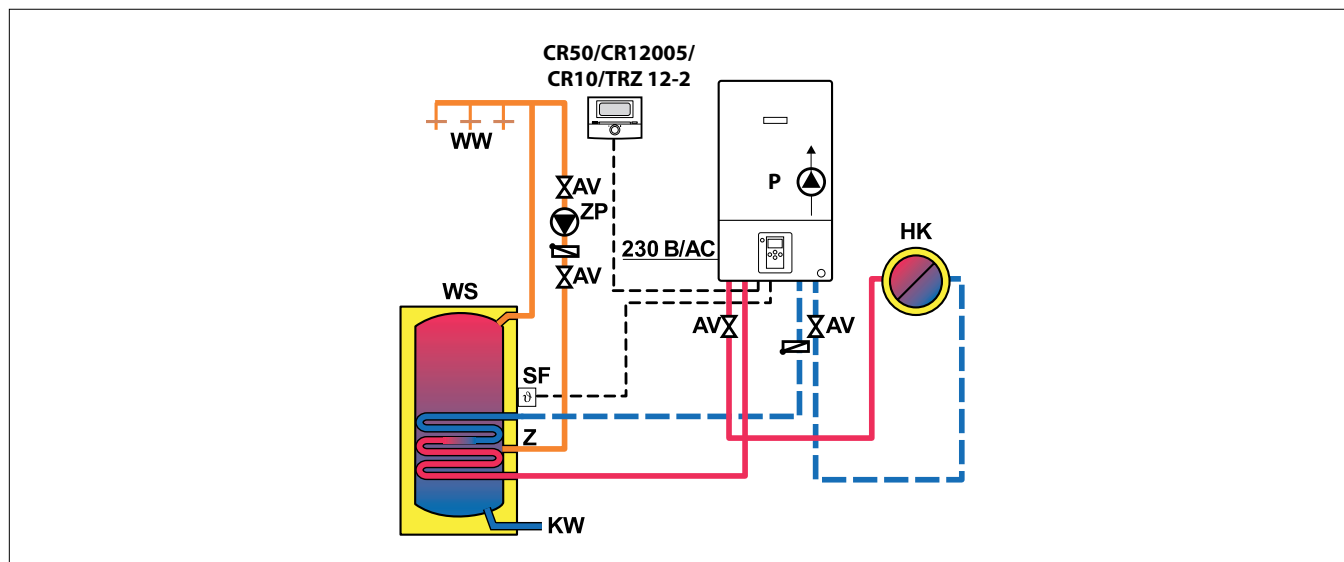 CR50/CR12005/
CR10/TRZ 12-2
WW
AV
ZP
P
230 B/AC
AV
HK
WS
AV
AV
SF
ϑ
Z
KW